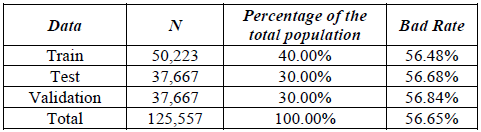 Data N Percentage of the total population Bad Rate
Train 50,223 40.00% 56.48%
Test 37,667 30.00% 56.68%
Validation 37,667 30.00% 56.84%
Total 125,557 100.00% 56.65%